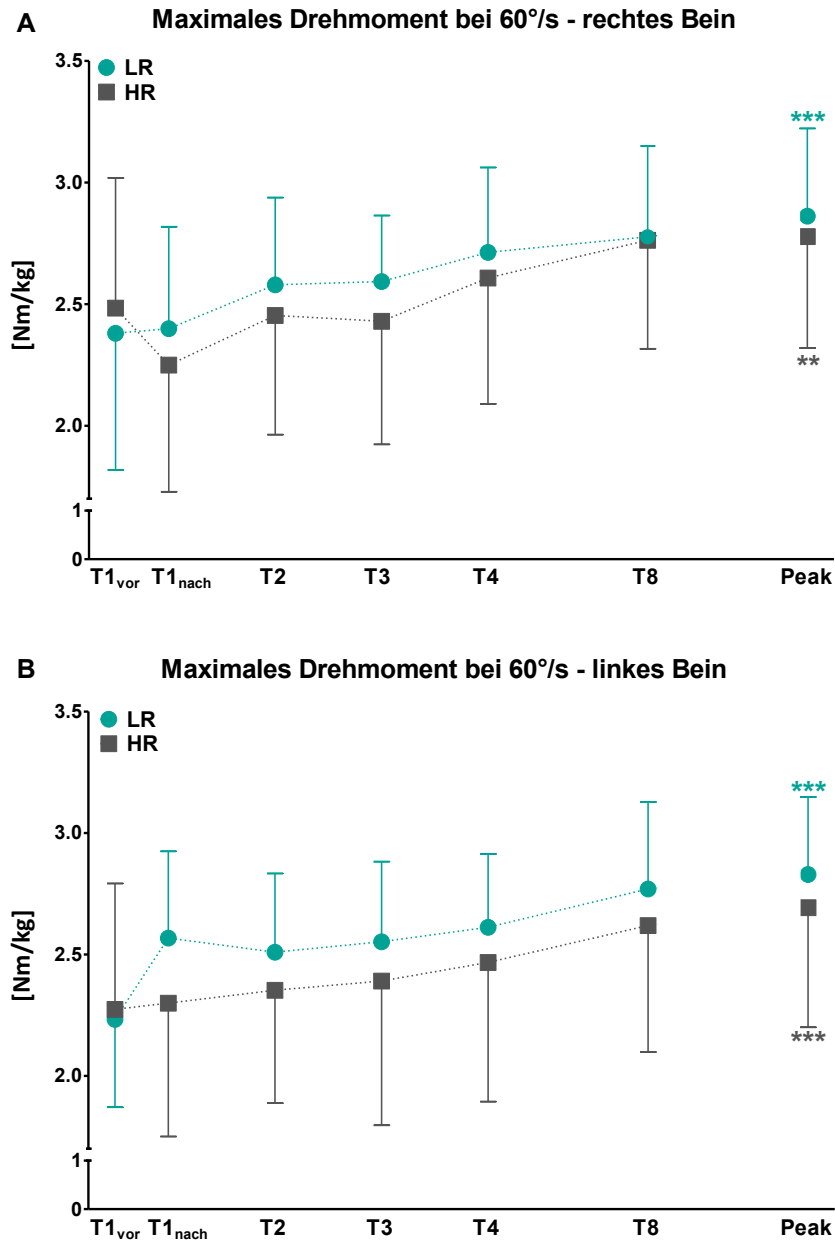 A
Maximales Drehmoment bei 60°/s - rechtes Bein
3.5
LR
HR
***
3.0
[Nm/kg]
2.5
**
2.0
1
0
T1vor T1nach T2 T3 T4 T8 Peak
B
Maximales Drehmoment bei 60°/s - linkes Bein
3.5
LR
HR
***
3.0
[Nm/kg]
2.5
2.0
***
1
0
T1vor T1nach T2 T3 T4 T8 Peak